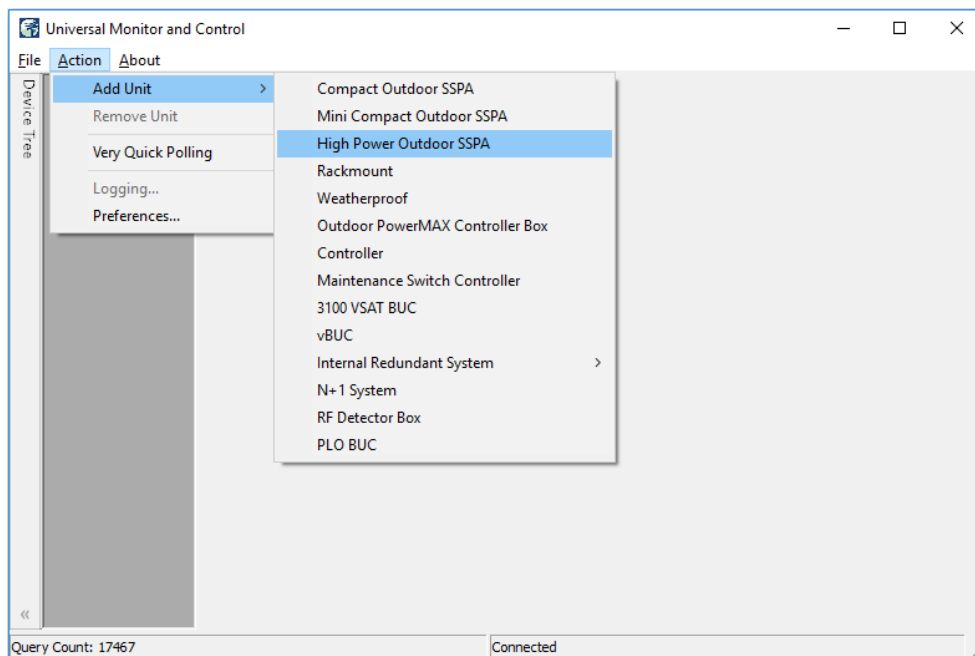 Universal Monitor and Control
File Action About
Device Tree
Add Unit
Remove Unit
Very Quick Polling
Logging...
Preferences...
Compact Outdoor SSPA
Mini Compact Outdoor SSPA
High Power Outdoor SSPA
Rackmount
Weatherproof
Outdoor PowerMAX Controller Box
Controller
Maintenance Switch Controller
3100 VSAT BUC
vBUC
Internal Redundant System
N+1 System
RF Detector Box
PLO BUC
Query Count: 17467
Connected